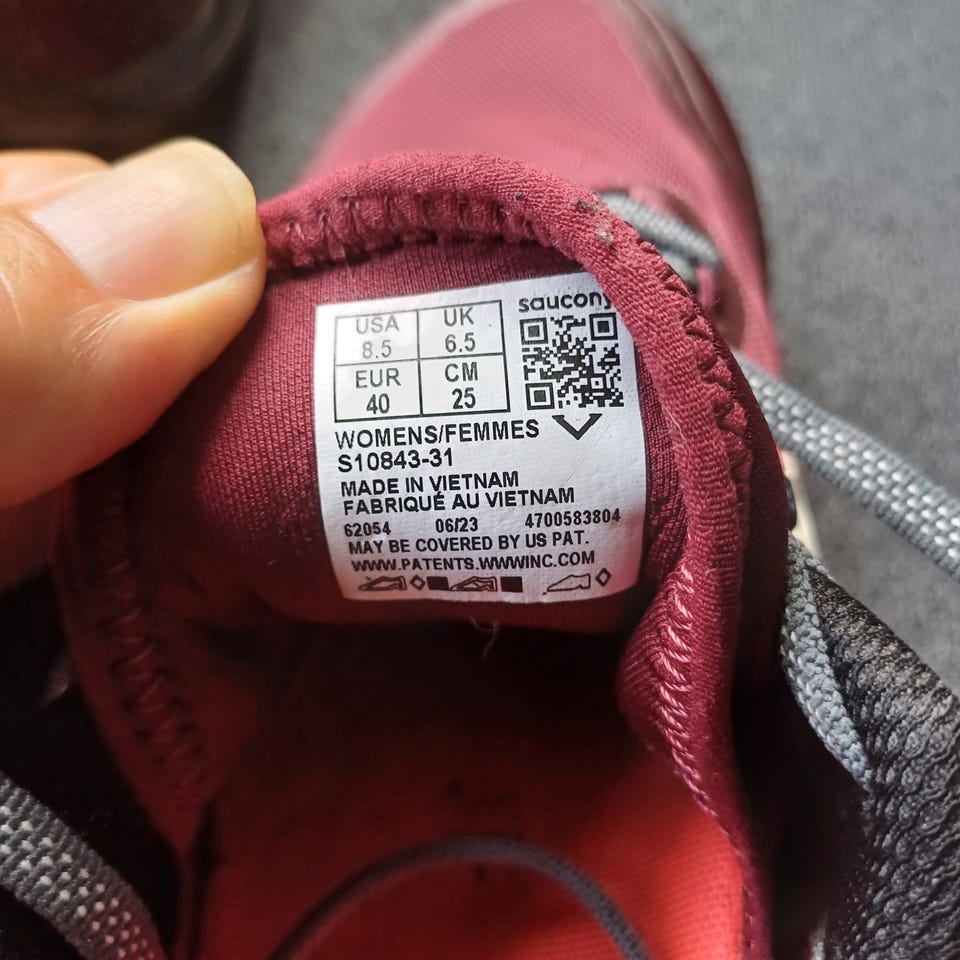 USA UK
8.5 6.5
EUR CM
40 25
saucony
WOMENS/FEMMES
S10843-31
MADE IN VIETNAM
FABRIQUÉ AU VIETNAM
62054 06/23 4700583804
MAY BE COVERED BY US PAT.
WWW.PATENTS.WWWINC.COM